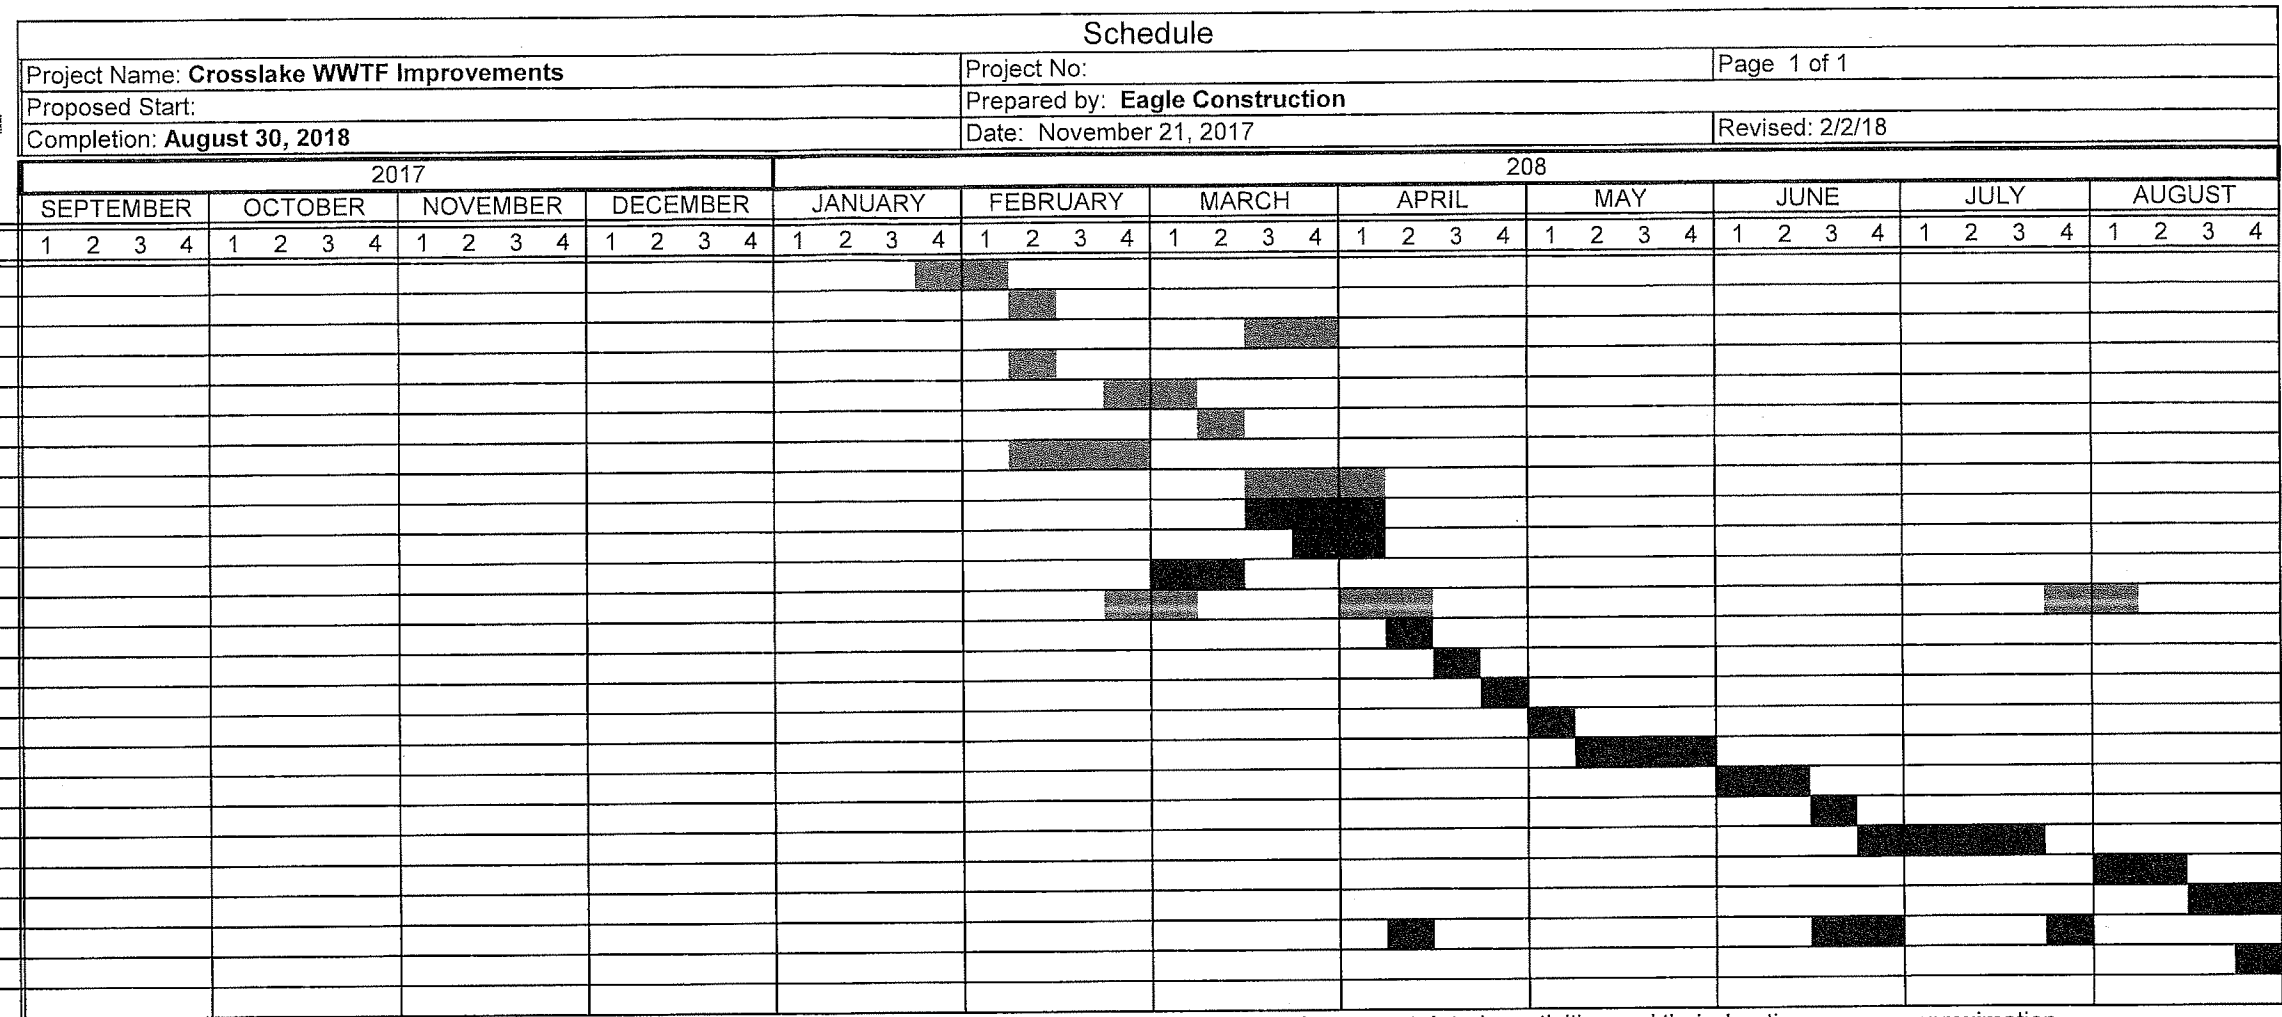 Schedule
Project Name: Crosslake WWTF Improvements Project No: Page 1 of 1
Proposed Start: Prepared by: Eagle Construction
Completion: August 30, 2018 Date: November 21, 2017 Revised: 2/2/18
2017 208
SEPTEMBER OCTOBER NOVEMBER DECEMBER JANUARY FEBRUARY MARCH APRIL MAY JUNE JULY AUGUST
1 2 3 4 1 2 3 4 1 2 3 4 1 2 3 4 1 2 3 4 1 2 3 4 1 2 3 4 1 2 3 4 1 2 3 4 1 2 3 4 1 2 3 4 1 2 3 4